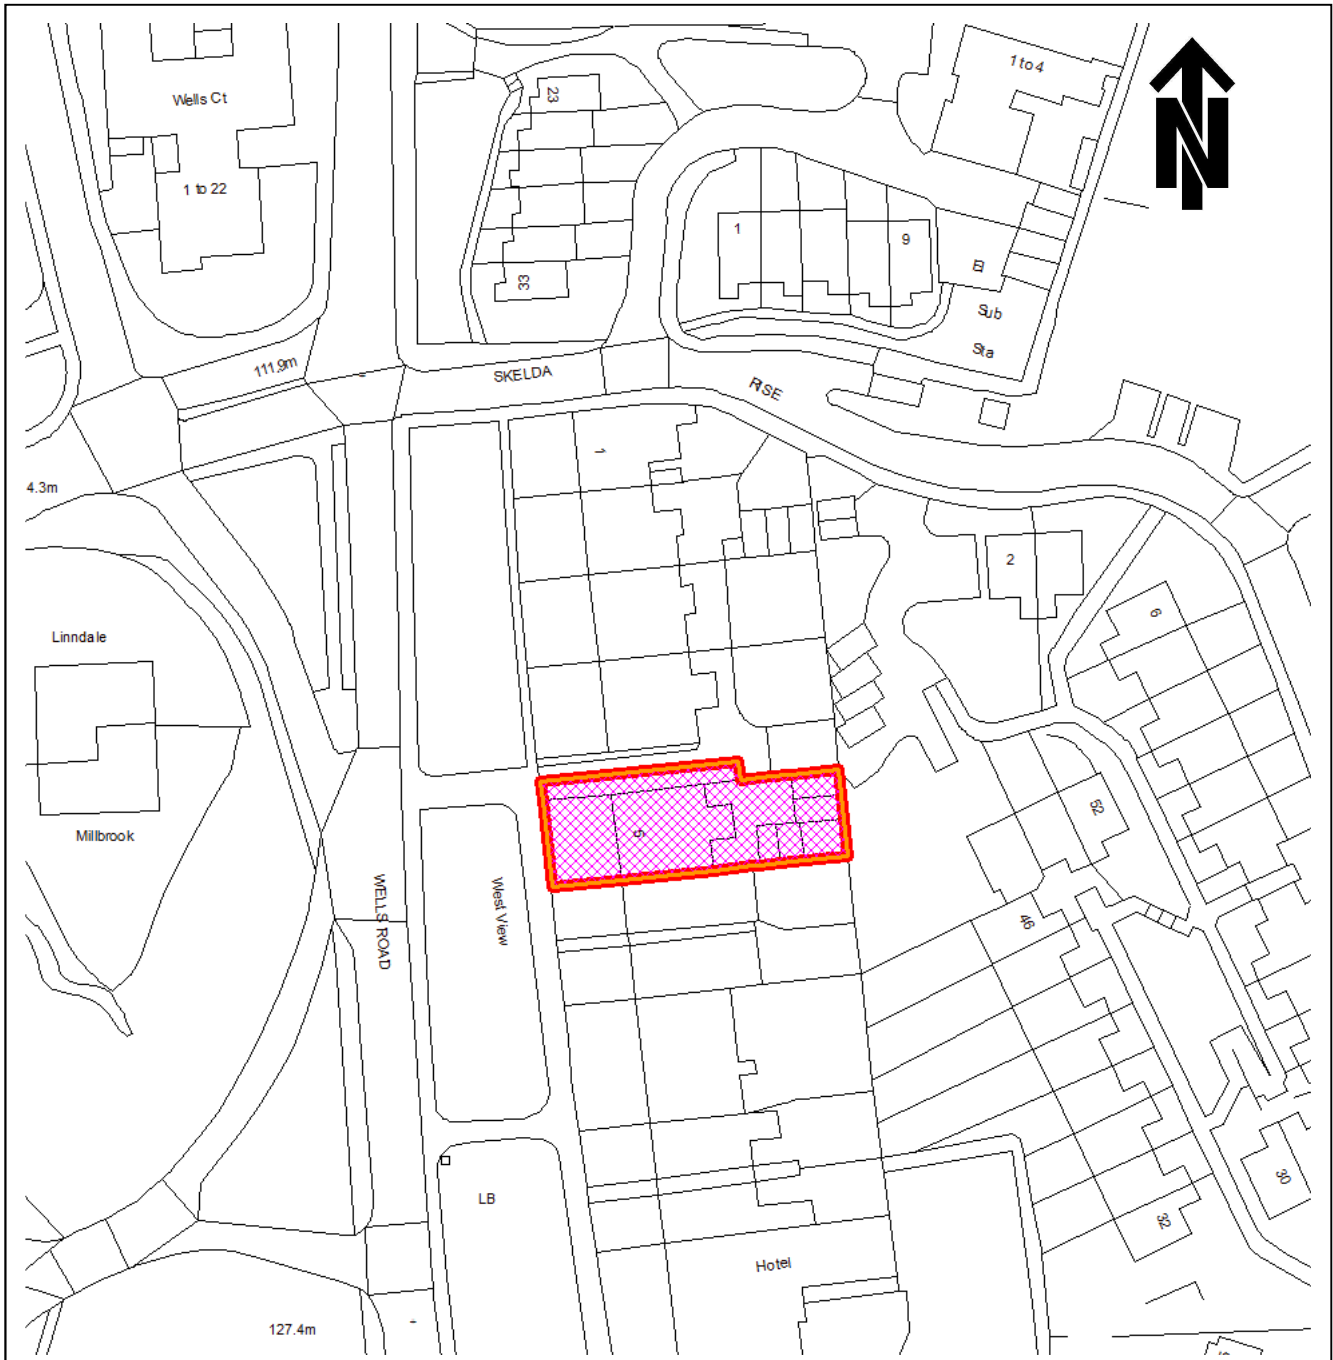 1 to 4
N
23
Wells Ct
1 to 22
1
9
33
El
Sub
Sta
111.9m
SKELDA
RISE
1
4.3m
2
6
Linndale
Millbrook
5
52
WELLS ROAD
West View
46
30
LB
32
Hotel
127.4m